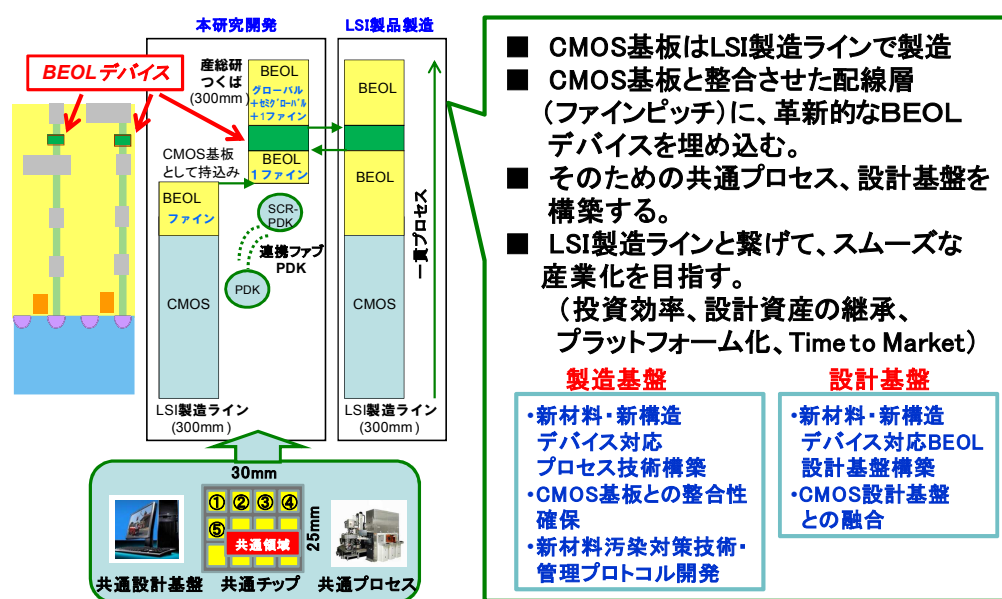 本研究開発
LSI製品製造
BEOLデバイス
産総研
つくば
(300mm)
BEOL
グローバル
+セミグローバル
+1ファイン
BEOL
1ファイン
CMOS基板
として持込み
BEOL
ファイン
CMOS
SCR-
PDK
連携ファブ
PDK
PDK
LSI製造ライン
(300mm)
BEOL
BEOL
CMOS
一貫プロセス
LSI製造ライン
(300mm)
30mm
25mm
①②③④
⑤
共通領域
共通設計基盤
共通チップ
共通プロセス
■ CMOS基板はLSI製造ラインで製造
■ CMOS基板と整合させた配線層
(ファインピッチ)に、革新的なBEOL
デバイスを埋め込む。
■ そのための共通プロセス、設計基盤を
構築する。
■ LSI製造ラインと繋げて、スムーズな
産業化を目指す。
(投資効率、設計資産の継承、
プラットフォーム化、Time to Market)
製造基盤
・新材料・新構造
デバイス対応
プロセス技術構築
・CMOS基板との整合性
確保
・新材料汚染対策技術・
管理プロトコル開発
設計基盤
・新材料・新構造
デバイス対応BEOL
設計基盤構築
・CMOS設計基盤
との融合